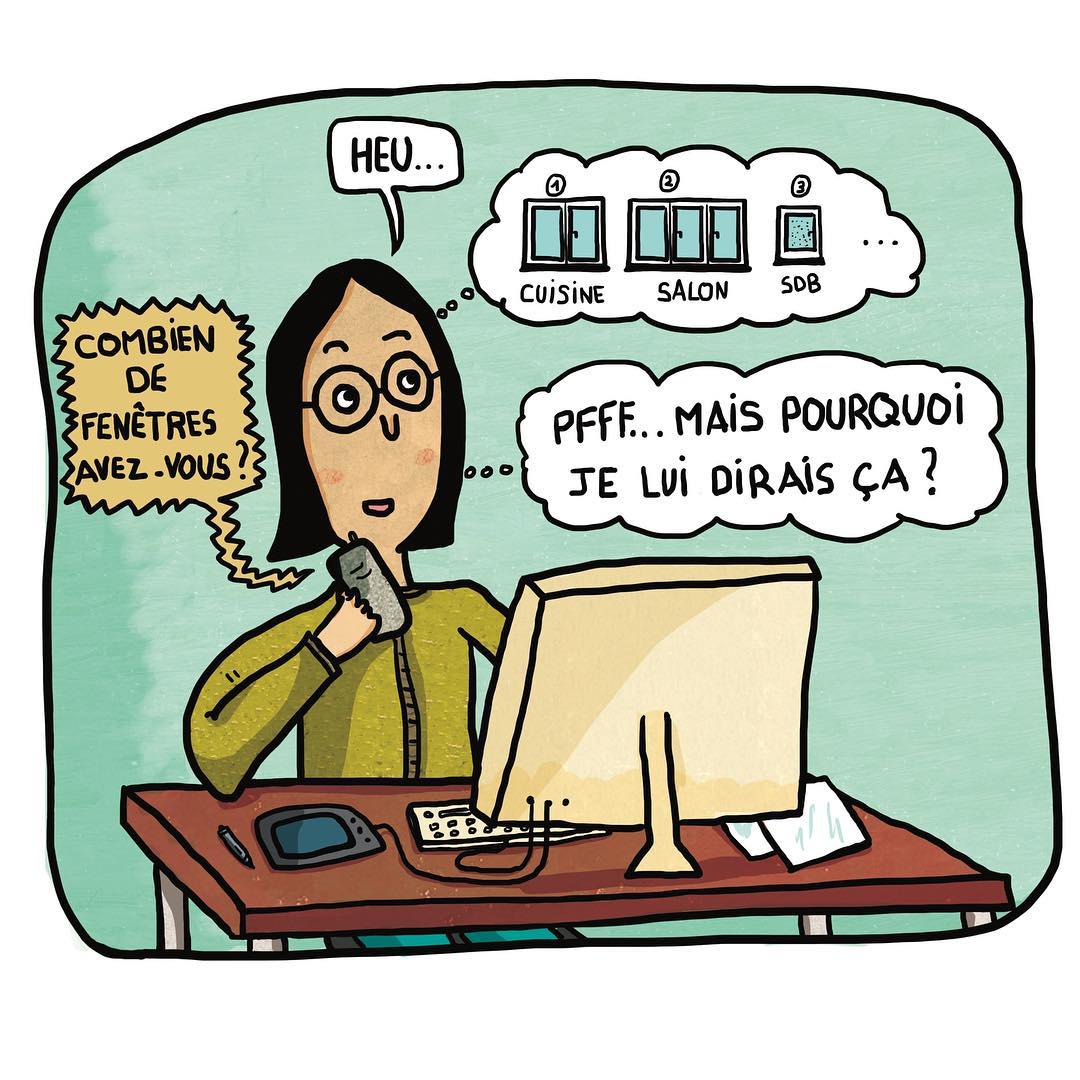 HEU...
①
②
③
CUISINE
SALON
SDB
...
COMBIEN
DE
FENÊTRES
AVEZ-VOUS?
PFFF... MAIS POURQUOI
JE LUI DIRAIS ÇA?